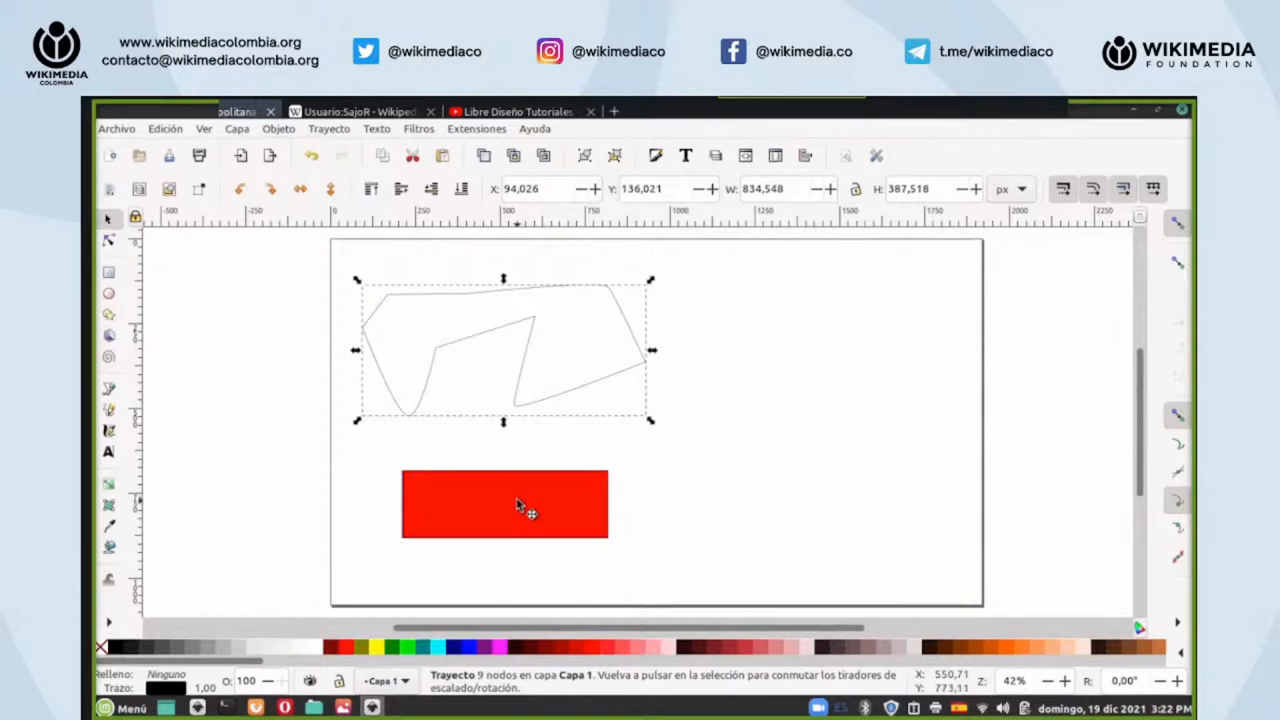 WIKIMEDIA
COLOMBIA
www.wikimediacolombia.org
contacto@wikimediacolombia.org
@wikimediaco
@wikimediaco
@wikimedia.co
t.me/wikimediaco
WIKIMEDIA
FOUNDATION
politana
W Usuario:SajoR - Wikiped
Libre Diseño Tutoriales
Archivo Edición Ver Capa Objeto Trayecto Texto Filtros Extensiones Ayuda
X: 94,026 Y: 136,021 W: 834,548 H: 387,518 px
-500 -250 0 250 500 750 1000 1250 1500 1750 2000 2250
Relleno: Ninguno
Trazo: 1,00 O: 100
•Capa 1
Trayecto 9 nodos en capa Capa 1. Vuelva a pulsar en la selección para conmutar los tiradores de
escalado/rotación.
X: 550,71
Y: 773,11
Z: 42%
R: 0,00°
Menú
ES
domingo, 19 dic 2021 3:22 PM